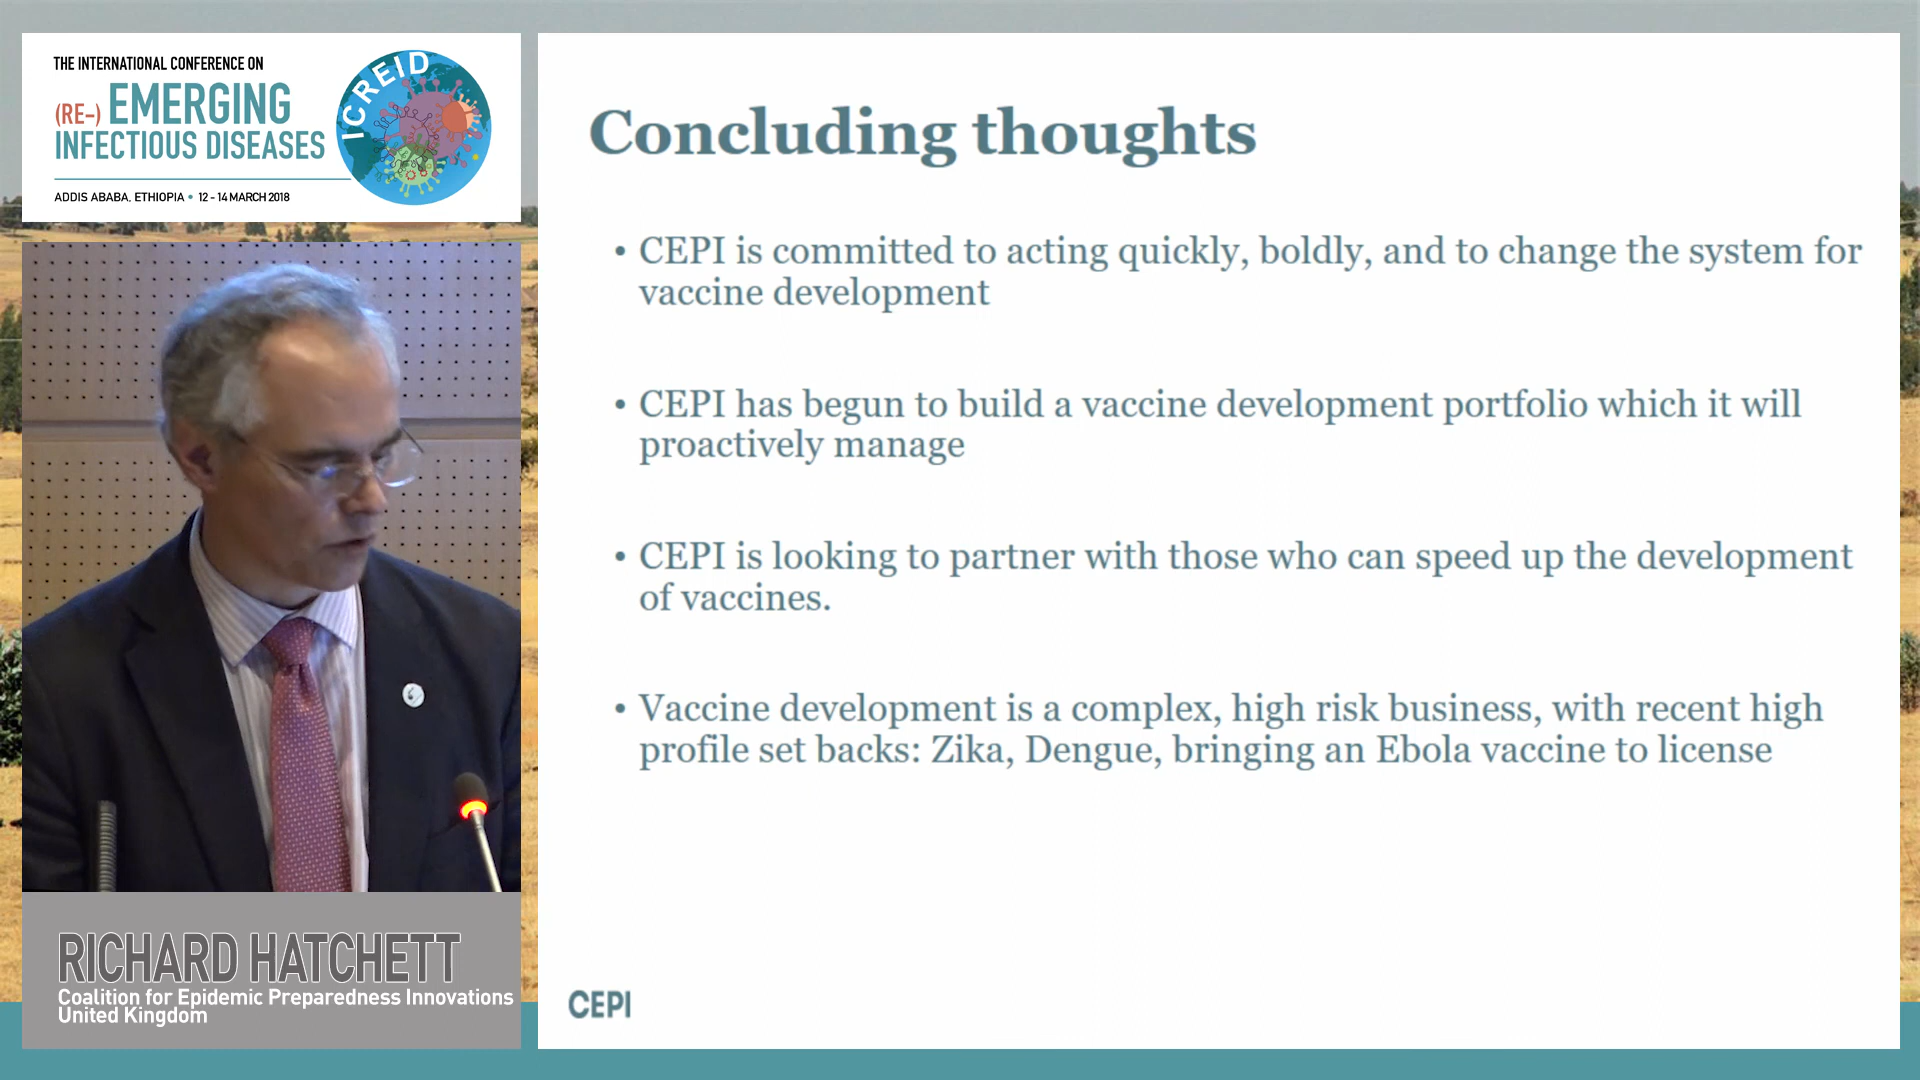 THE INTERNATIONAL CONFERENCE ON
(RE-) EMERGING
INFECTIOUS DISEASES
ADDIS ABABA, ETHIOPIA • 12 - 14 MARCH 2018
ICREID
RICHARD HATCHETT
Coalition for Epidemic Preparedness Innovations
United Kingdom
Concluding thoughts
• CEPI is committed to acting quickly, boldly, and to change the system for
vaccine development
• CEPI has begun to build a vaccine development portfolio which it will
proactively manage
• CEPI is looking to partner with those who can speed up the development
of vaccines.
• Vaccine development is a complex, high risk business, with recent high
profile set backs: Zika, Dengue, bringing an Ebola vaccine to license
CEPI